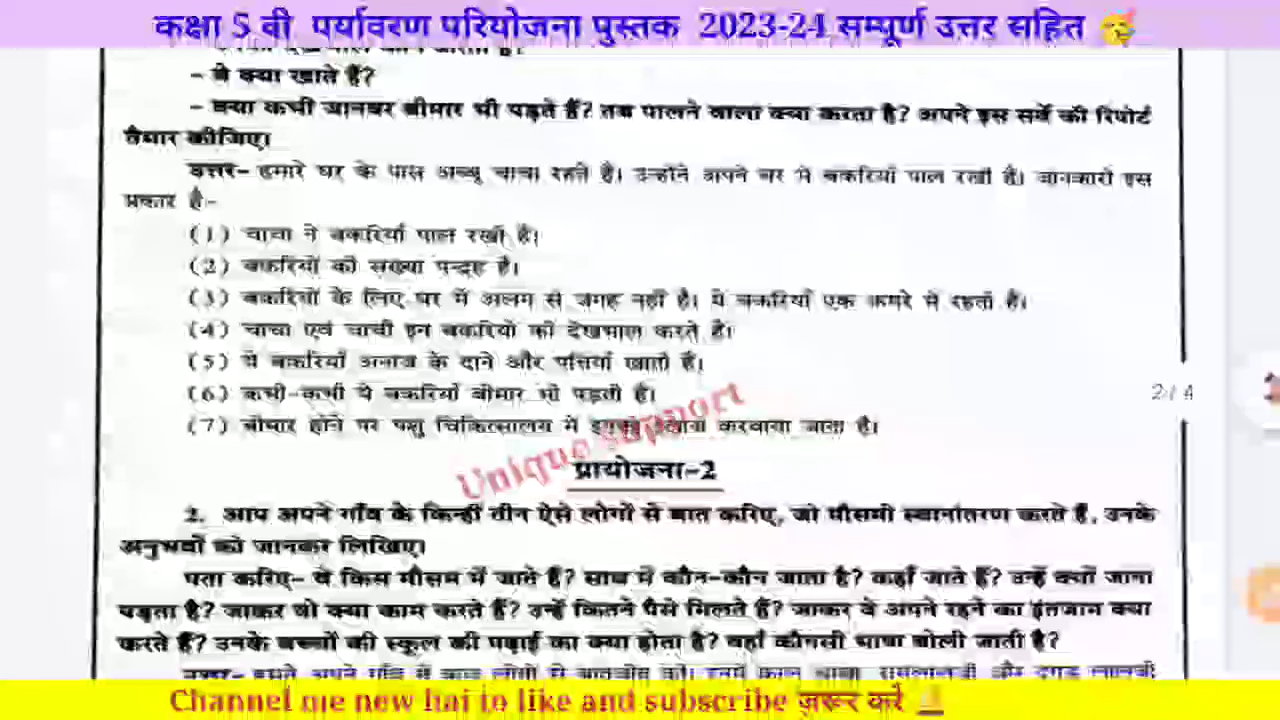 कक्षा 5 वी पर्यावरण परियोजना पुस्तक 2023-24 सम्पूर्ण उत्तर सहित
- वे क्या खाते हैं?
- क्या कभी जानवर बीमार भी पड़ते हैं? तब पालने वाला क्या करता है? अपने इस सर्वे की रिपोर्ट
तैयार कीजिए।
उत्तर- हमारे घर के पास अब्बू चाचा रहते हैं। उन्होंने अपने घर में बकरियाँ पाल रखी हैं। जानकारी इस
प्रकार है-
(1) चाचा ने बकरियाँ पाल रखी हैं।
(2) बकरियों की संख्या पन्द्रह है।
(3) बकरियों के लिए घर में अलग से जगह नहीं है। ये बकरियाँ एक कमरे में रहती हैं।
(4) चाचा एवं चाची इन बकरियों की देखभाल करते हैं।
(5) ये बकरियाँ अनाज के दाने और पत्तियाँ खाती हैं।
(6) कभी-कभी ये बकरियाँ बीमार भी पड़ती हैं।
(7) बीमार होने पर पशु चिकित्सालय में इनका इलाज करवाया जाता है।
Unique support
2 / 4
प्रायोजना-2
2. आप अपने गाँव के किन्हीं तीन ऐसे लोगों से बात करिए, जो मौसमी स्थानांतरण करते हैं, उनके
अनुभवों को जानकर लिखिए।
पता करिए- वे किस मौसम में जाते हैं? साथ में कौन-कौन जाता है? कहाँ जाते हैं? उन्हें क्यों जाना
पड़ता है? जाकर वो क्या काम करते हैं? उन्हें कितने पैसे मिलते हैं? जाकर वे अपने रहने का इंतजाम क्या
करते हैं? उनके बच्चों की स्कूल की पढ़ाई का क्या होता है? वहाँ कौनसी भाषा बोली जाती है?
Channel me new hai to like and subscribe ज़रूर करें